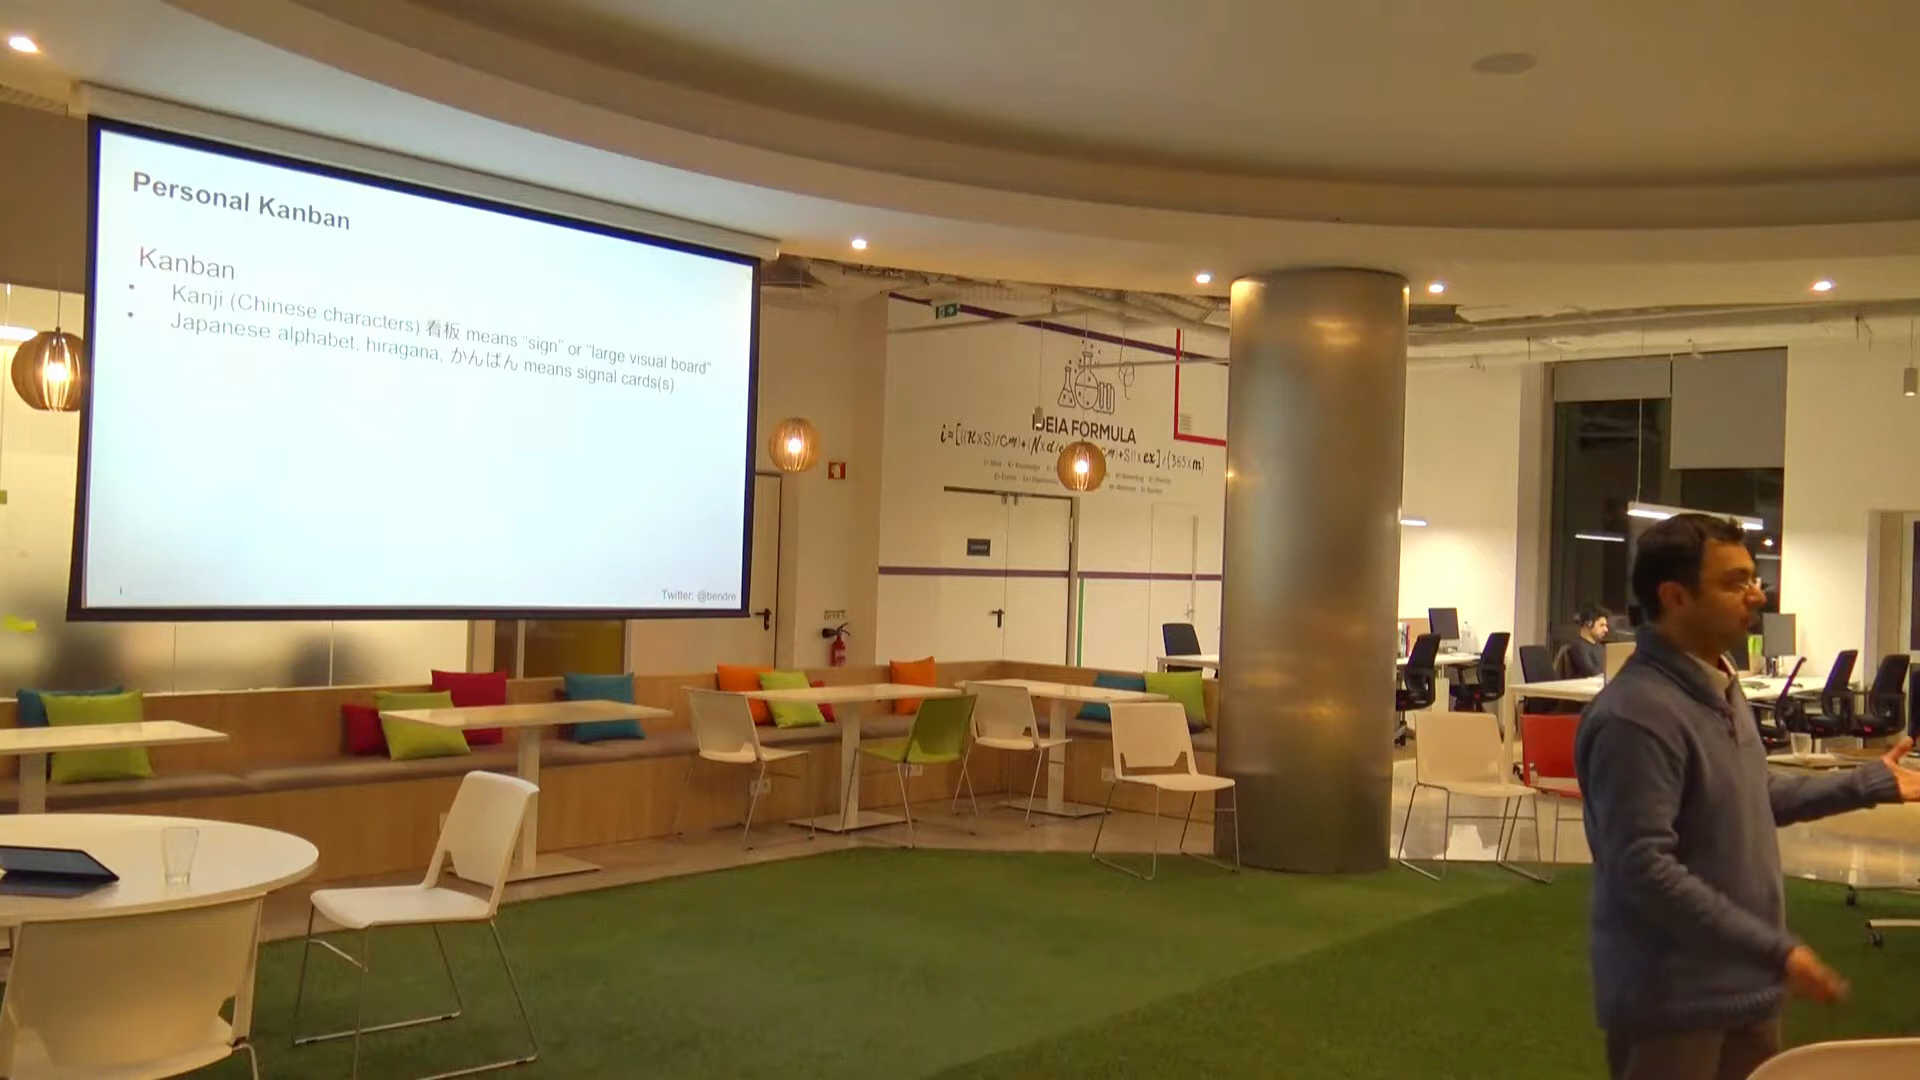 Personal Kanban
Kanban
• Kanji (Chinese characters) 看板 means "sign" or "large visual board"
• Japanese alphabet, hiragana, かんばん means signal cards(s)
Twitter: @bendre
IDEIA FORMULA